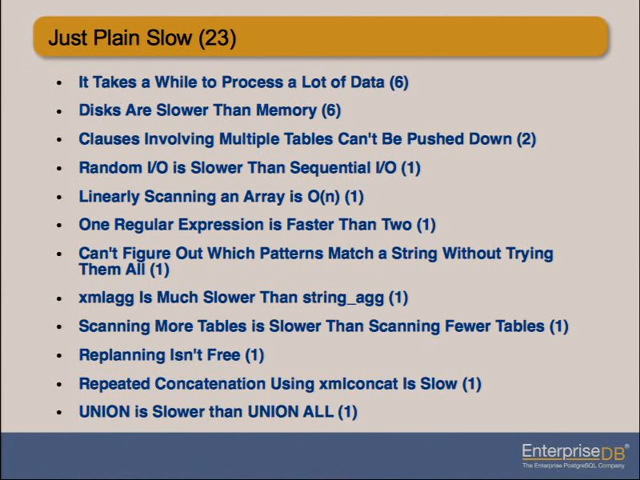 Just Plain Slow (23)
• It Takes a While to Process a Lot of Data (6)
• Disks Are Slower Than Memory (6)
• Clauses Involving Multiple Tables Can't Be Pushed Down (2)
• Random I/O is Slower Than Sequential I/O (1)
• Linearly Scanning an Array is O(n) (1)
• One Regular Expression is Faster Than Two (1)
• Can't Figure Out Which Patterns Match a String Without Trying
Them All (1)
• xmlagg Is Much Slower Than string_agg (1)
• Scanning More Tables is Slower Than Scanning Fewer Tables (1)
• Replanning Isn't Free (1)
• Repeated Concatenation Using xmlconcat Is Slow (1)
• UNION is Slower than UNION ALL (1)
EnterpriseDB®
The Enterprise PostgreSQL Company